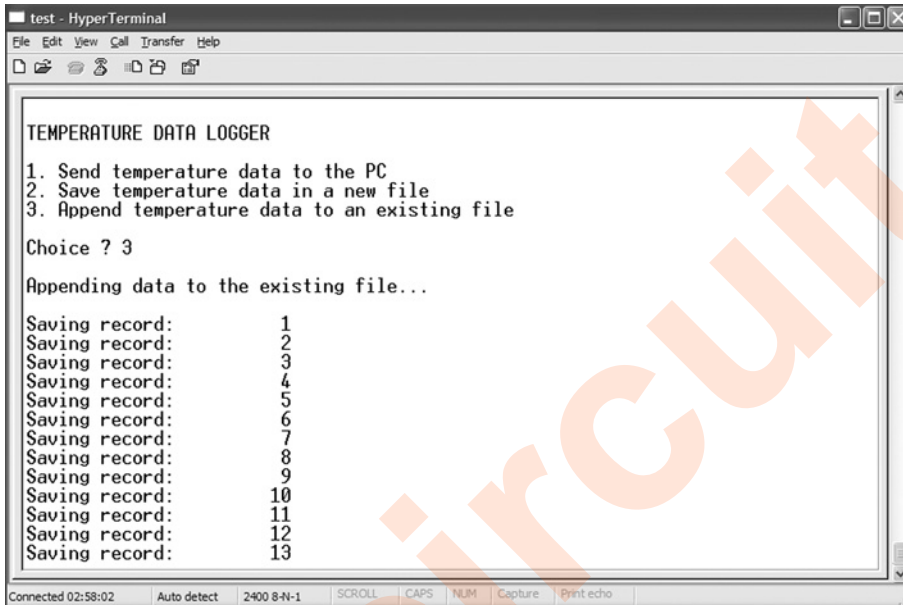 test - HyperTerminal
File Edit View Call Transfer Help
TEMPERATURE DATA LOGGER
1. Send temperature data to the PC
2. Save temperature data in a new file
3. Append temperature data to an existing file
Choice ? 3
Appending data to the existing file...
Saving record: 1
Saving record: 2
Saving record: 3
Saving record: 4
Saving record: 5
Saving record: 6
Saving record: 7
Saving record: 8
Saving record: 9
Saving record: 10
Saving record: 11
Saving record: 12
Saving record: 13
Connected 02:58:02 Auto detect 2400 8-N-1 SCROLL CAPS NUM Capture Print echo
ircuit